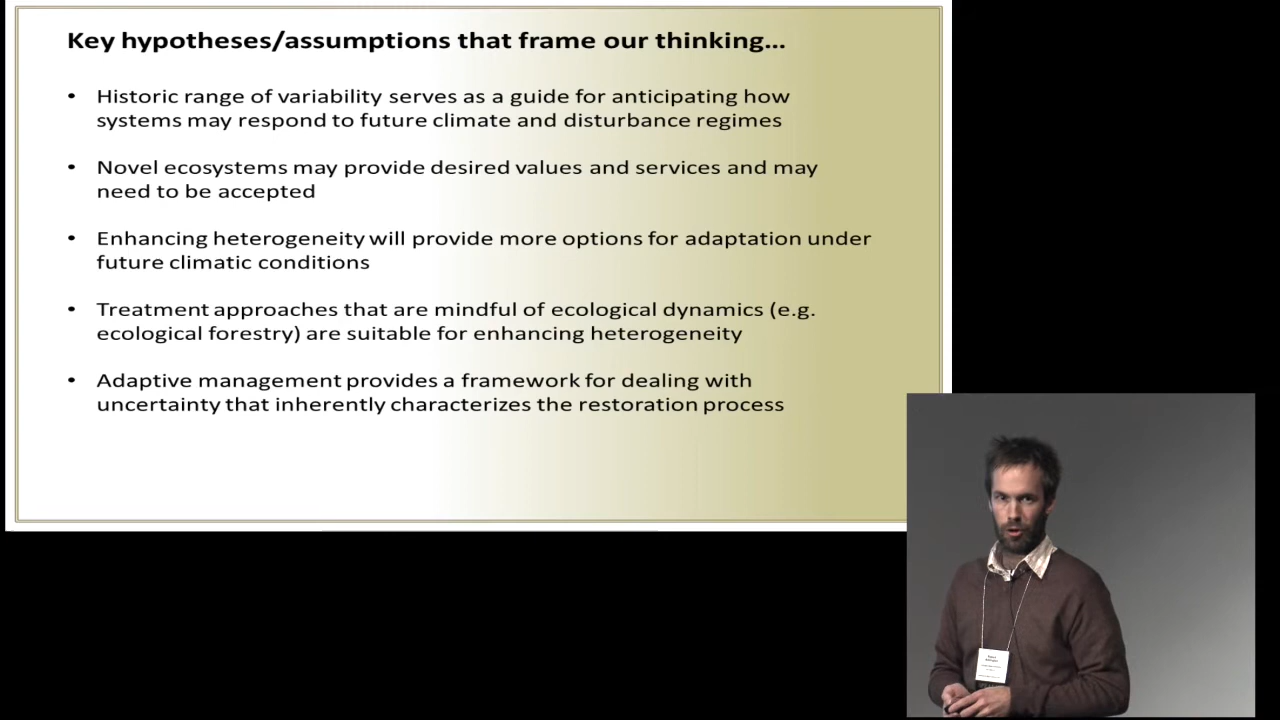 Key hypotheses/assumptions that frame our thinking...
• Historic range of variability serves as a guide for anticipating how
systems may respond to future climate and disturbance regimes
• Novel ecosystems may provide desired values and services and may
need to be accepted
• Enhancing heterogeneity will provide more options for adaptation under
future climatic conditions
• Treatment approaches that are mindful of ecological dynamics (e.g.
ecological forestry) are suitable for enhancing heterogeneity
• Adaptive management provides a framework for dealing with
uncertainty that inherently characterizes the restoration process